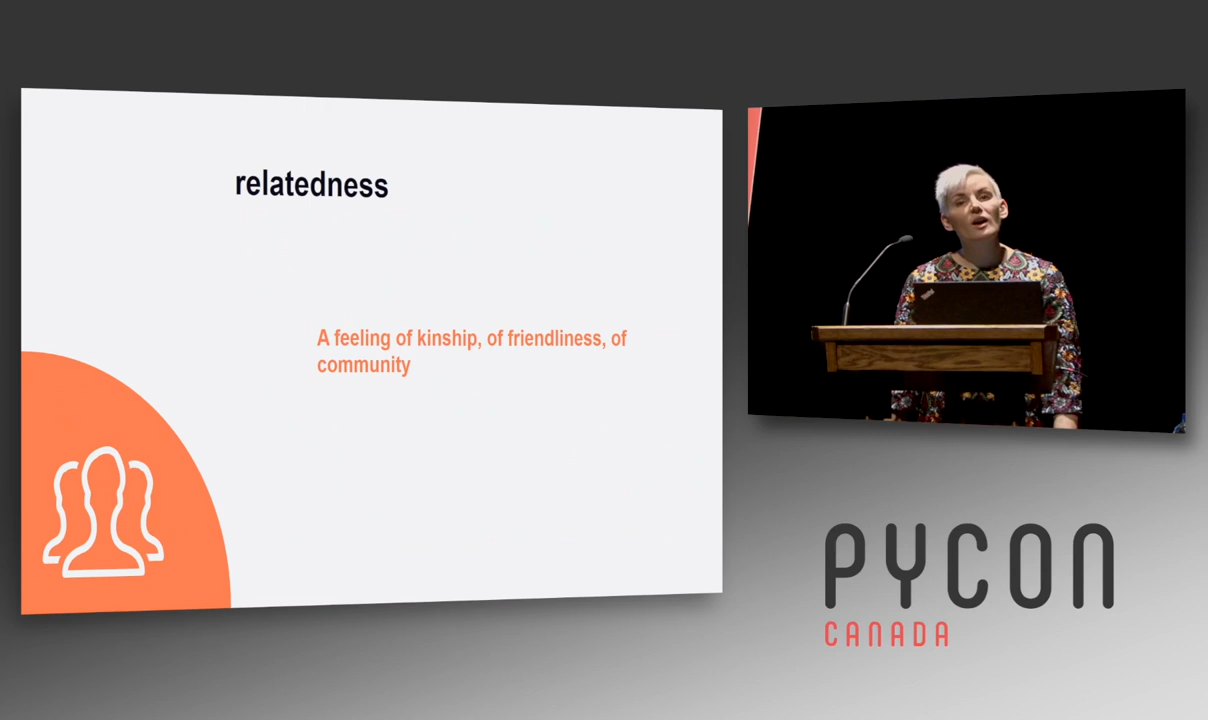 relatedness
A feeling of kinship, of friendliness, of
community
PYCON
CANADA